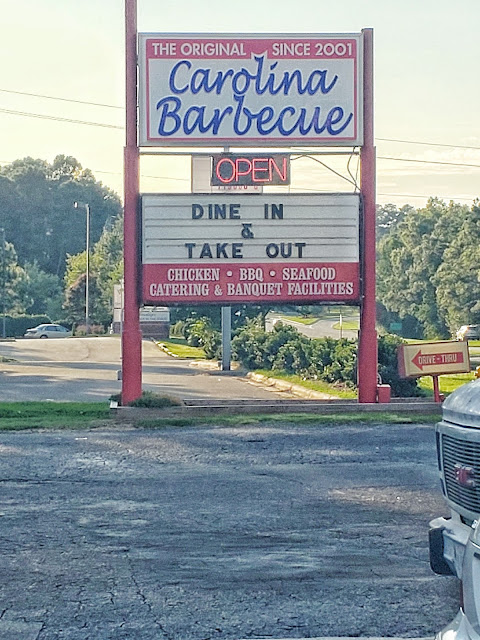 THE ORIGINAL SINCE 2001
Carolina
Barbecue
OPEN
DINE IN
&
TAKE OUT
CHICKEN • BBQ • SEAFOOD
CATERING & BANQUET FACILITIES
DRIVE-THRU